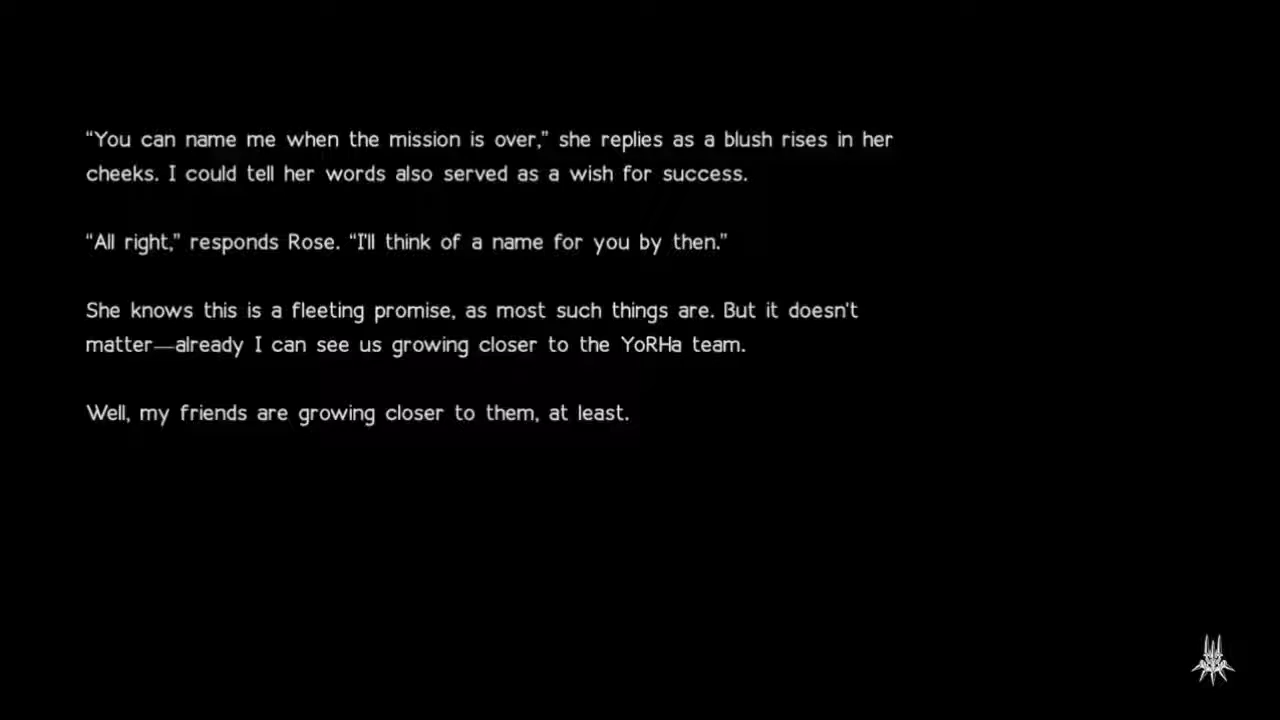 “You can name me when the mission is over,” she replies as a blush rises in her
cheeks. I could tell her words also served as a wish for success.
“All right,” responds Rose. “I'll think of a name for you by then.”
She knows this is a fleeting promise, as most such things are. But it doesn't
matter—already I can see us growing closer to the YoRHa team.
Well, my friends are growing closer to them, at least.